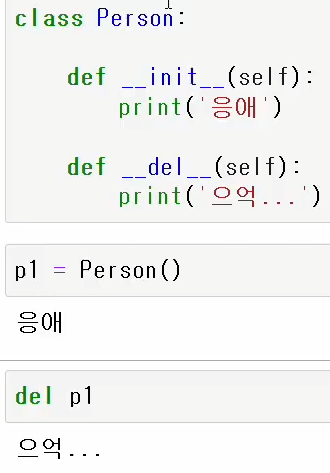 class Person:
def __init__(self):
print('응애')
def __del__(self):
print('으억...')
p1 = Person()
응애
del p1
으억...